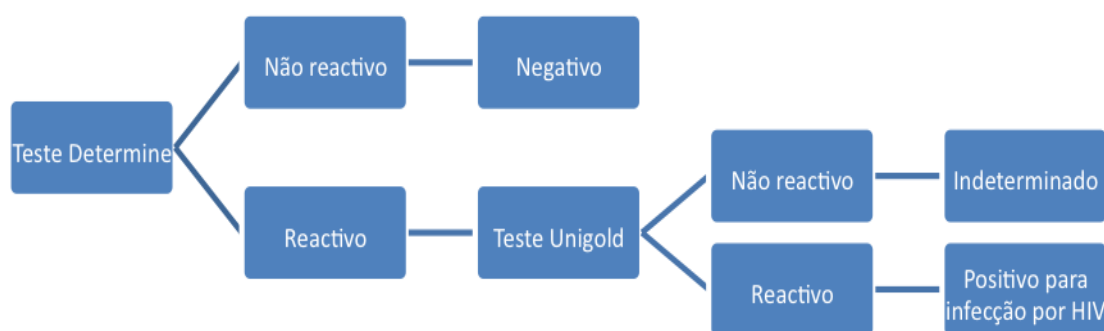 Teste Determine
Não reactivo
Negativo
Reactivo
Teste Unigold
Não reactivo
Indeterminado
Reactivo
Positivo para
infecção por HIV